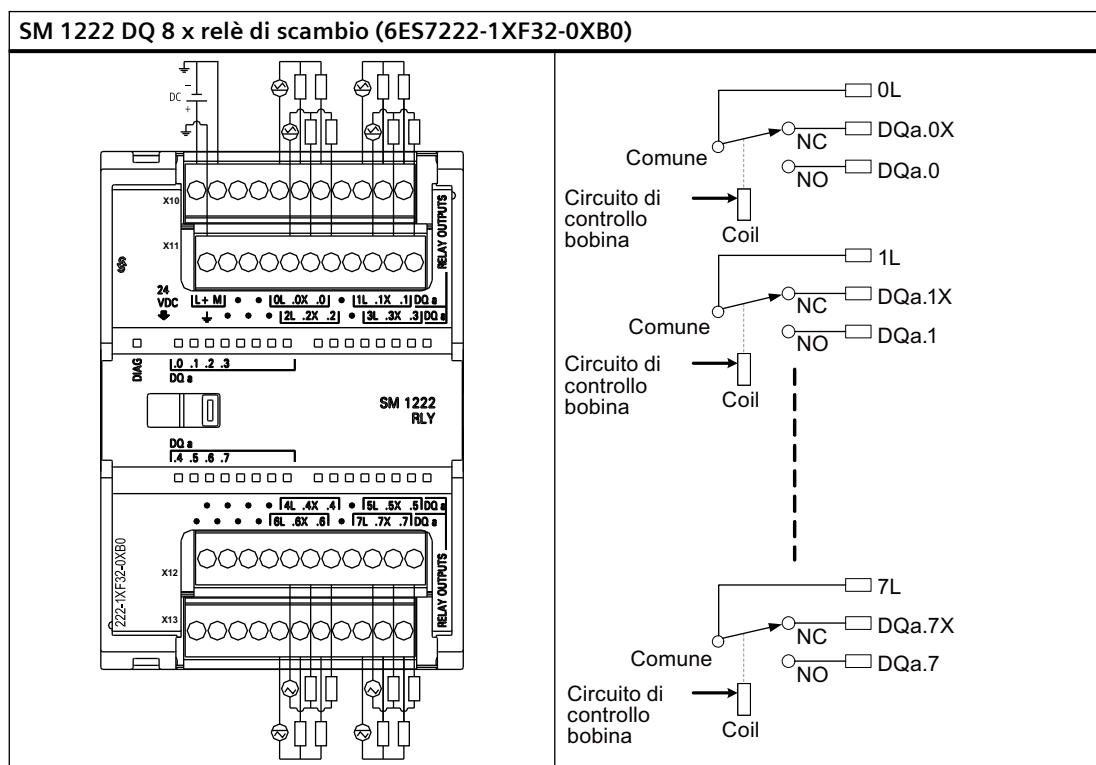 SM 1222 DQ 8 x relè di scambio (6ES7222-1XF32-0XB0)
DC
−
+
X10
X11
RELAY OUTPUTS
24
VDC
L+ M • • 0L .0X .0 • 1L .1X .1 DQ a
• • • 2L .2X .2 • 3L .3X .3 DQ a
DIAG
.0 .1 .2 .3
DQ a
SM 1222
RLY
DQ a
.4 .5 .6 .7
• • • • 4L .4X .4 • 5L .5X .5 DQ a
• • • • 6L .6X .6 • 7L .7X .7 DQ a
X12
X13
222-1XF32-0XB0
RELAY OUTPUTS
0L
DQa.0X
NC
Comune
DQa.0
NO
Circuito di
controllo
bobina
Coil
1L
DQa.1X
NC
Comune
DQa.1
NO
Circuito di
controllo
bobina
Coil
7L
DQa.7X
NC
Comune
DQa.7
NO
Circuito di
controllo
bobina
Coil